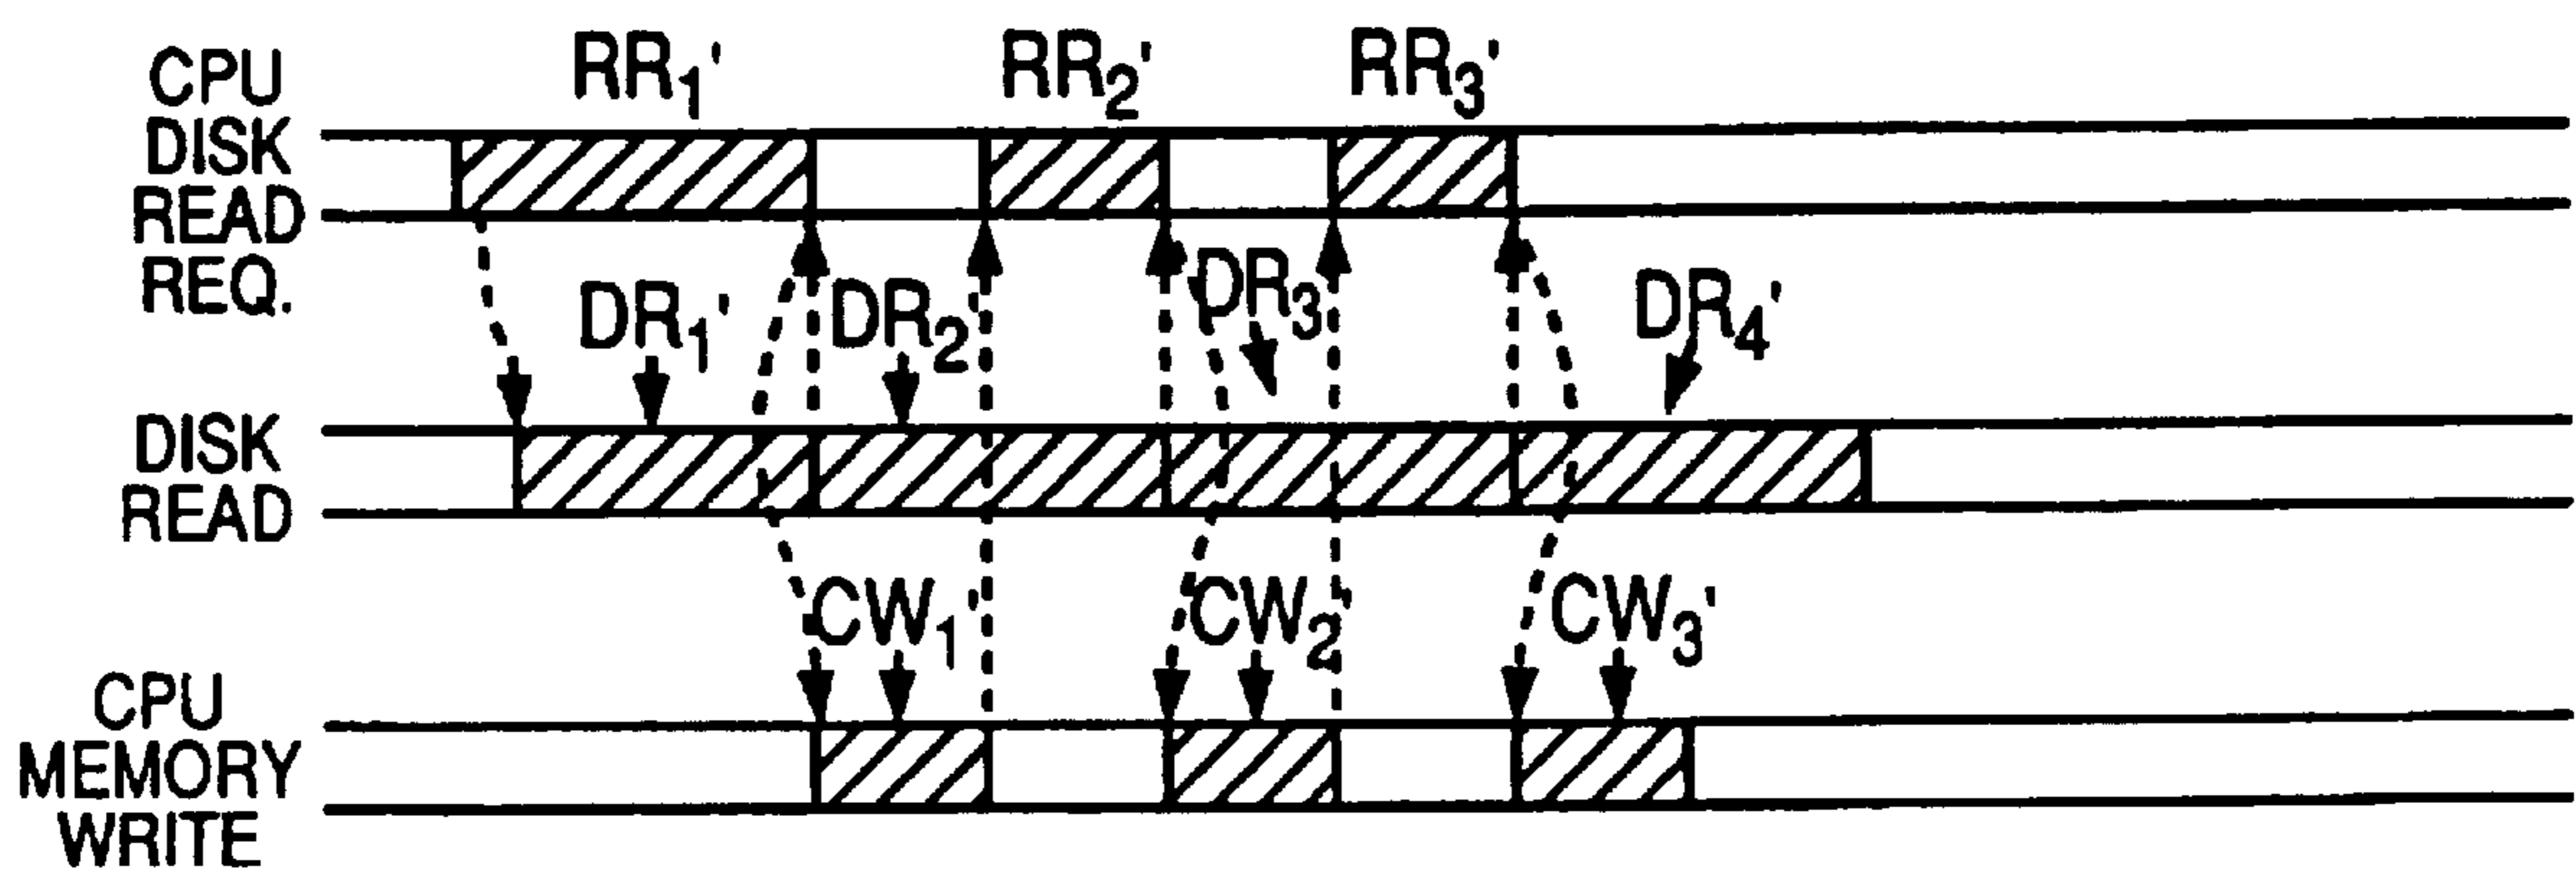 RR₁' RR₂' RR₃'
CPU
DISK
READ
REQ.
DR₁' DR₂' DR₃ DR₄'
DISK
READ
CW₁' CW₂' CW₃'
CPU
MEMORY
WRITE